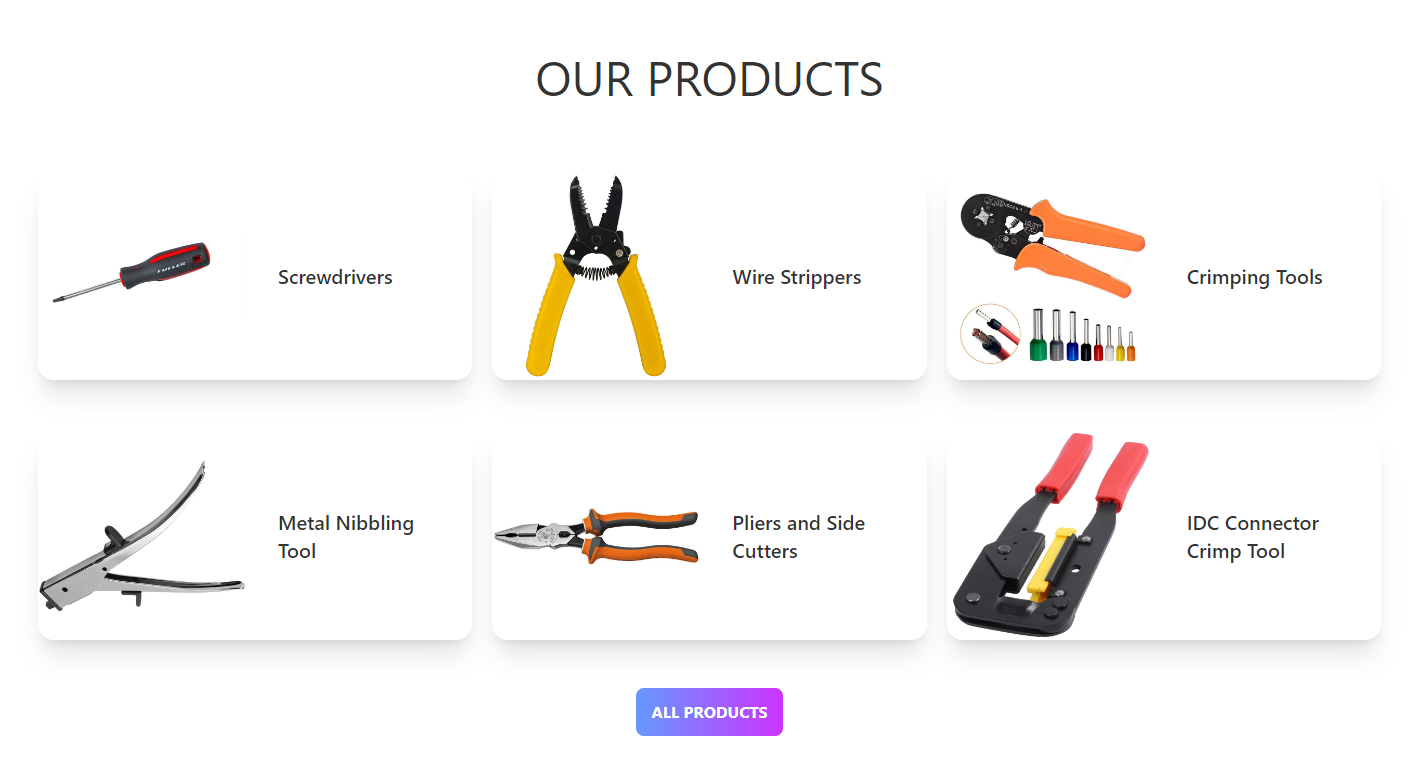 OUR PRODUCTS
FULLER
Screwdrivers
Wire Strippers
Crimping Tools
Metal Nibbling
Tool
Pliers and Side
Cutters
IDC Connector
Crimp Tool
ALL PRODUCTS